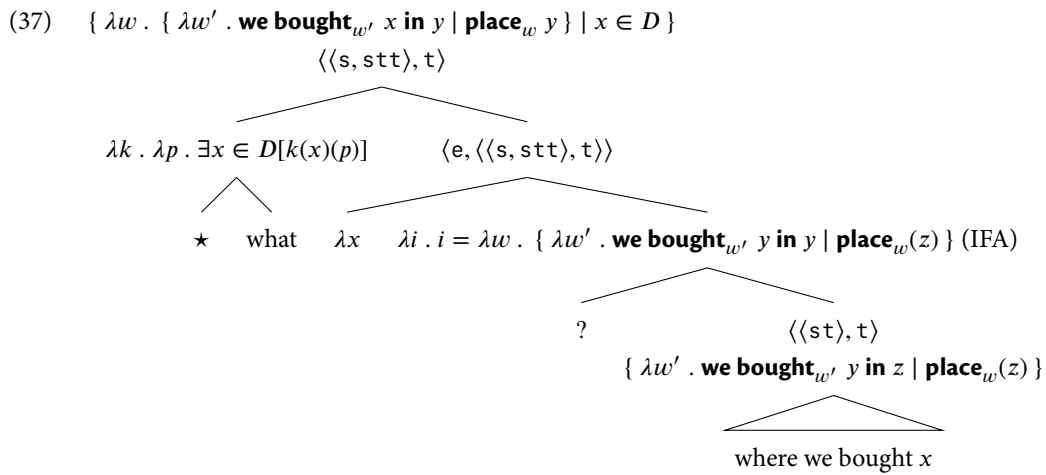 (37) { λw . { λw′ . we bought_w′ x in y | place_w y } | x ∈ D }
⟨⟨s, stt⟩, t⟩
λk . λp . ∃x ∈ D[k(x)(p)] ⟨e, ⟨⟨s, stt⟩, t⟩⟩
⋆ what λx λi . i = λw . { λw′ . we bought_w′ y in y | place_w(z) } (IFA)
? ⟨⟨st⟩, t⟩
{ λw′ . we bought_w′ y in z | place_w(z) }
where we bought x